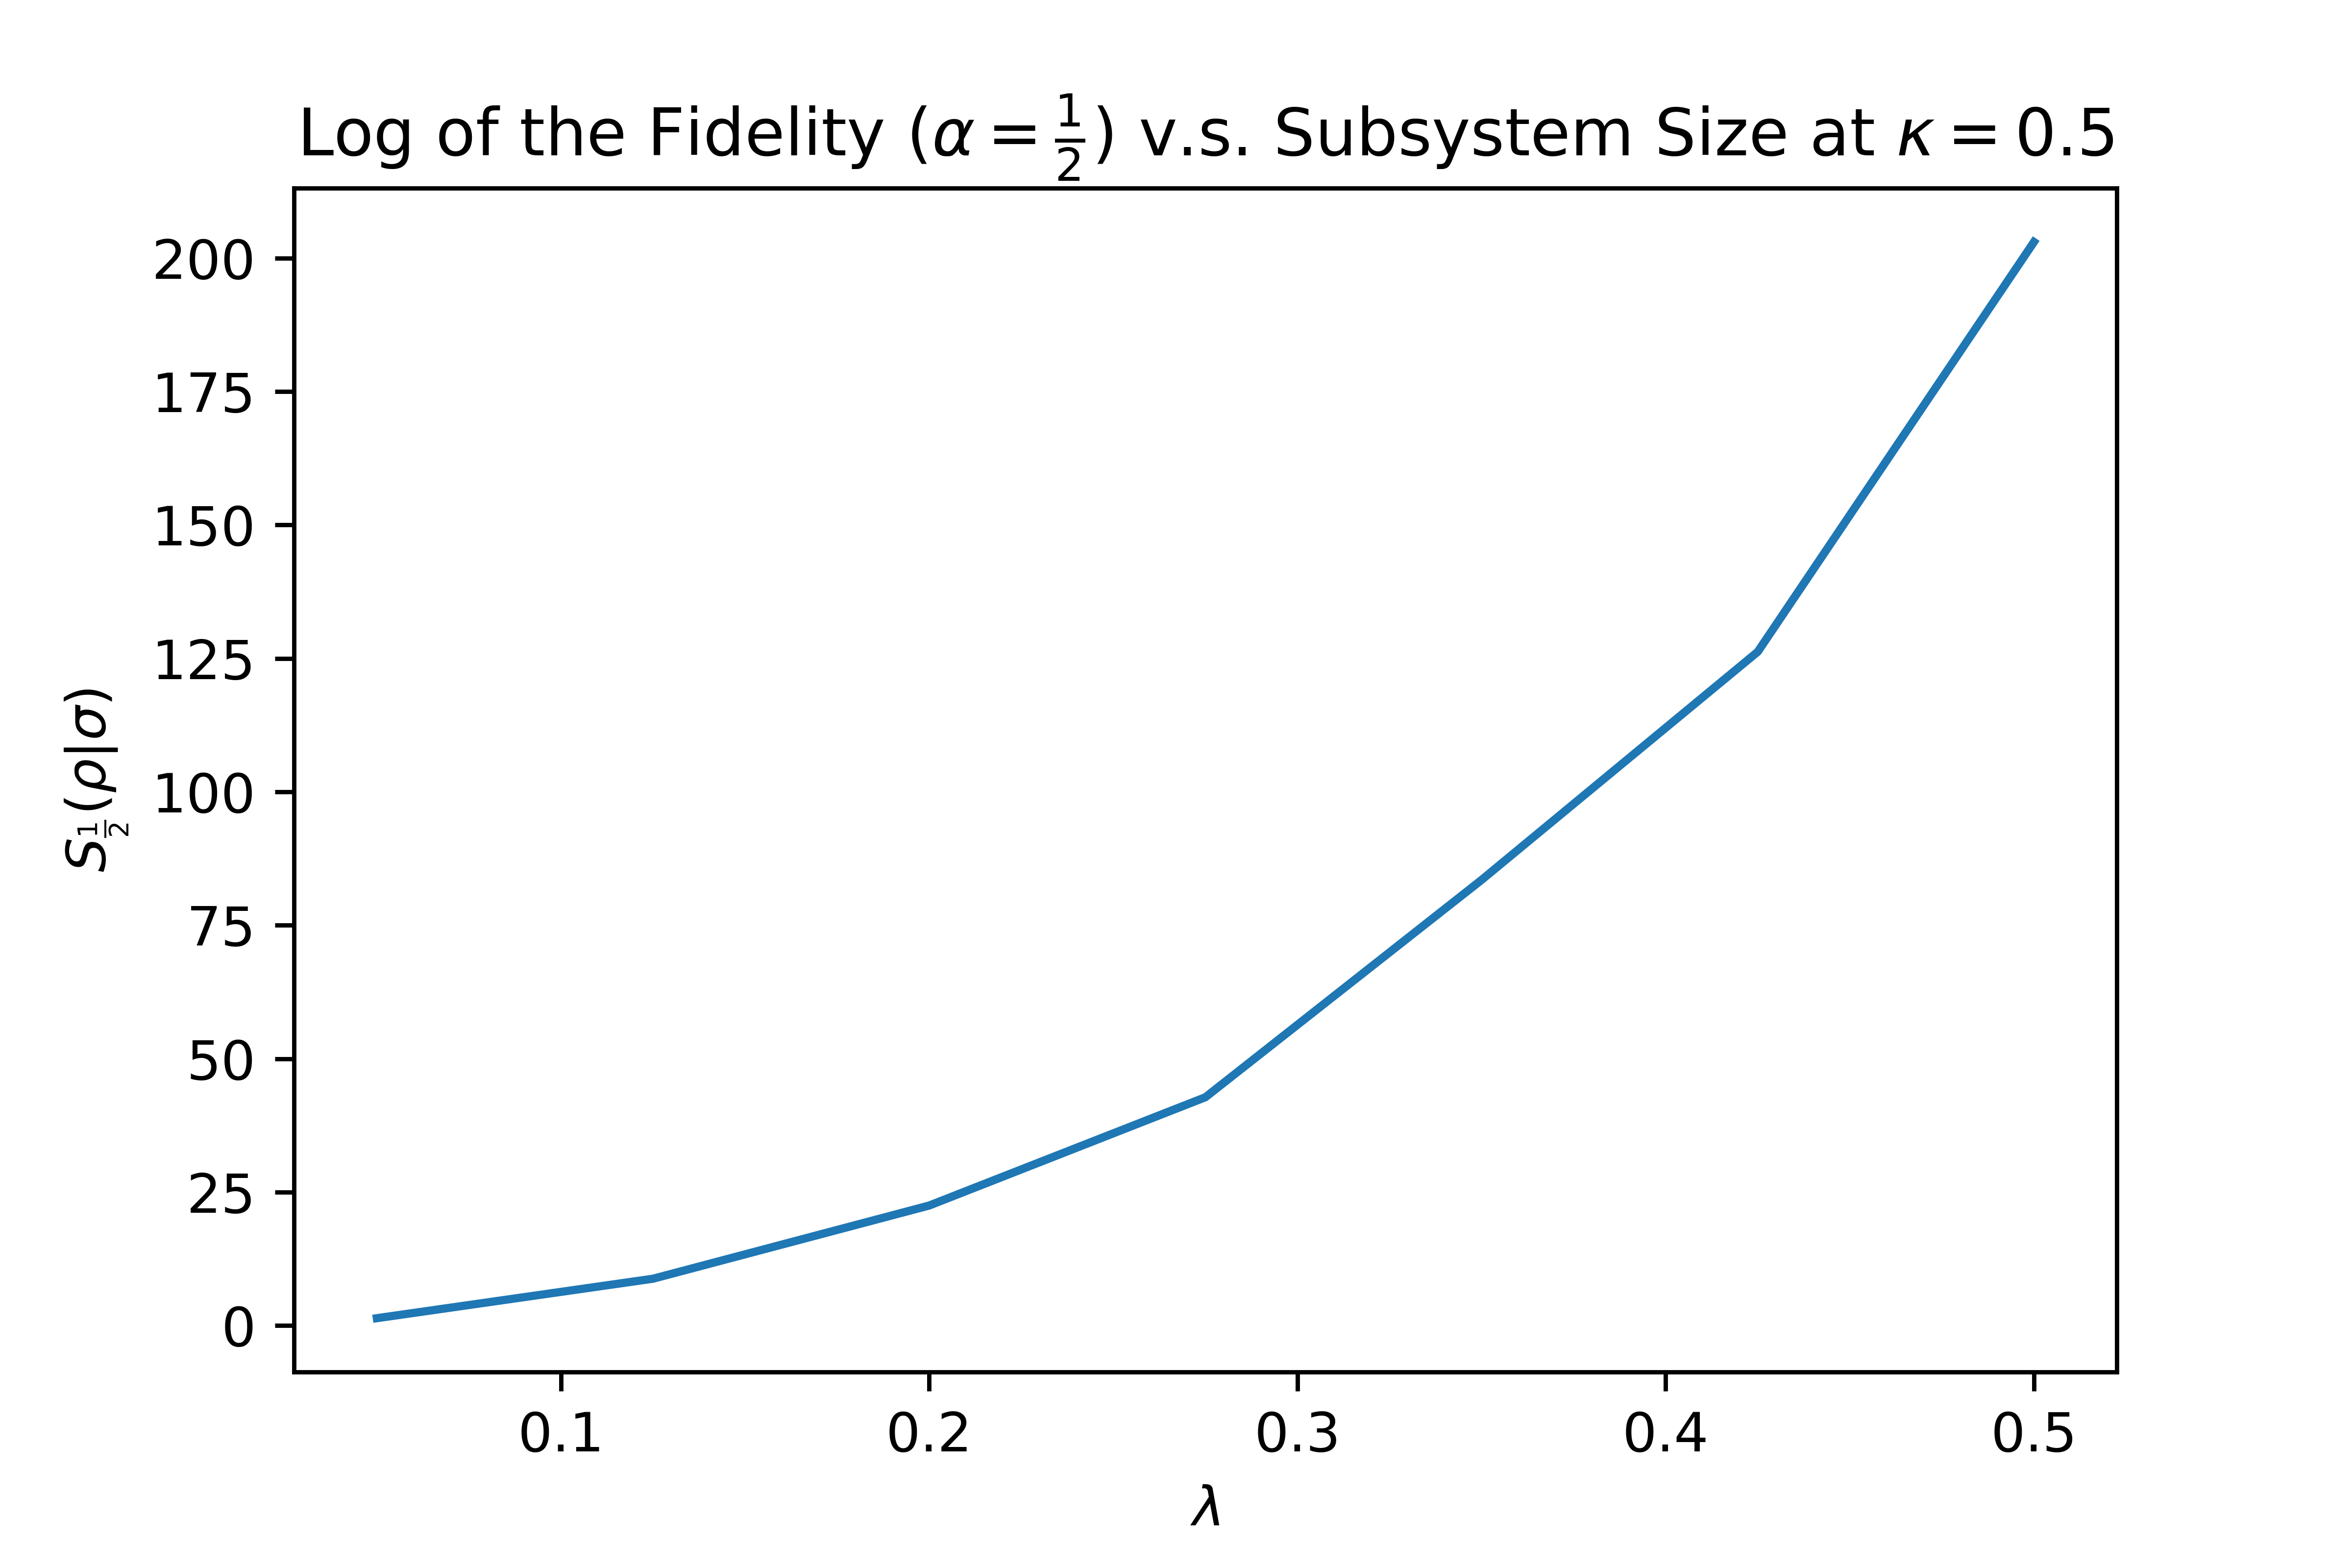 Log of the Fidelity (α = 1/2) v.s. Subsystem Size at κ = 0.5
200
175
150
125
100
75
50
25
0
S_{1/2}(ρ|σ)
0.1 0.2 0.3 0.4 0.5
λ